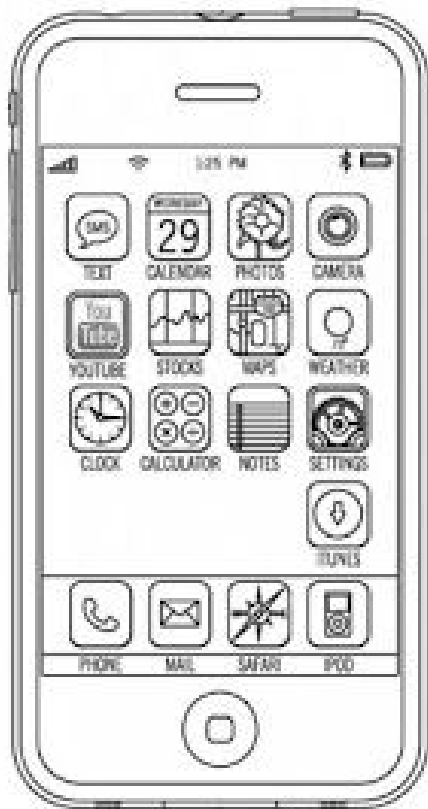 1:25 PM
SMS
WEDNESDAY
29
TEXT CALENDAR PHOTOS CAMERA
You
Tube
YOUTUBE STOCKS MAPS WEATHER
CLOCK CALCULATOR NOTES SETTINGS
ITUNES
PHONE MAIL SAFARI IPOD